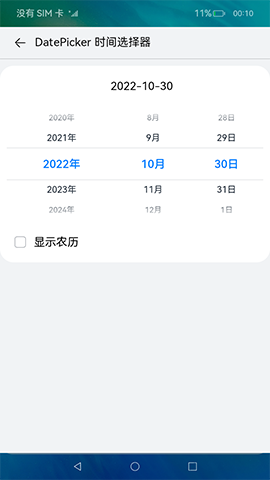 没有 SIM 卡 11% 00:10
DatePicker 时间选择器
2022-10-30
2020年 8月 28日
2021年 9月 29日
2022年 10月 30日
2023年 11月 31日
2024年 12月 1日
显示农历